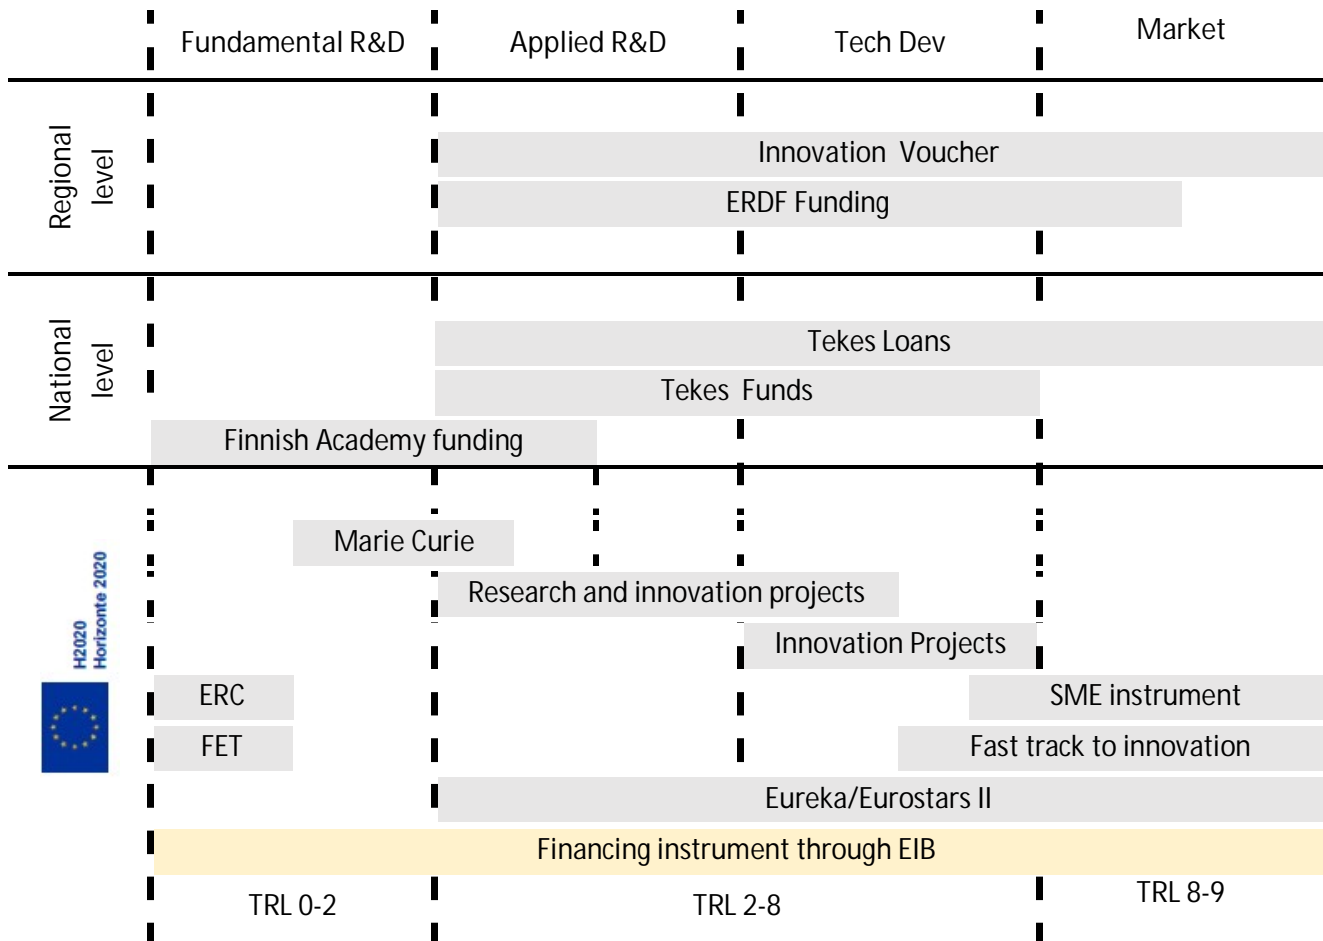 Fundamental R&D
Applied R&D
Tech Dev
Market
Regional
level
Innovation Voucher
ERDF Funding
National
level
Tekes Loans
Tekes Funds
Finnish Academy funding
H2020
Horizonte 2020
Marie Curie
Research and innovation projects
Innovation Projects
ERC
SME instrument
FET
Fast track to innovation
Eureka/Eurostars II
Financing instrument through EIB
TRL 0-2
TRL 2-8
TRL 8-9